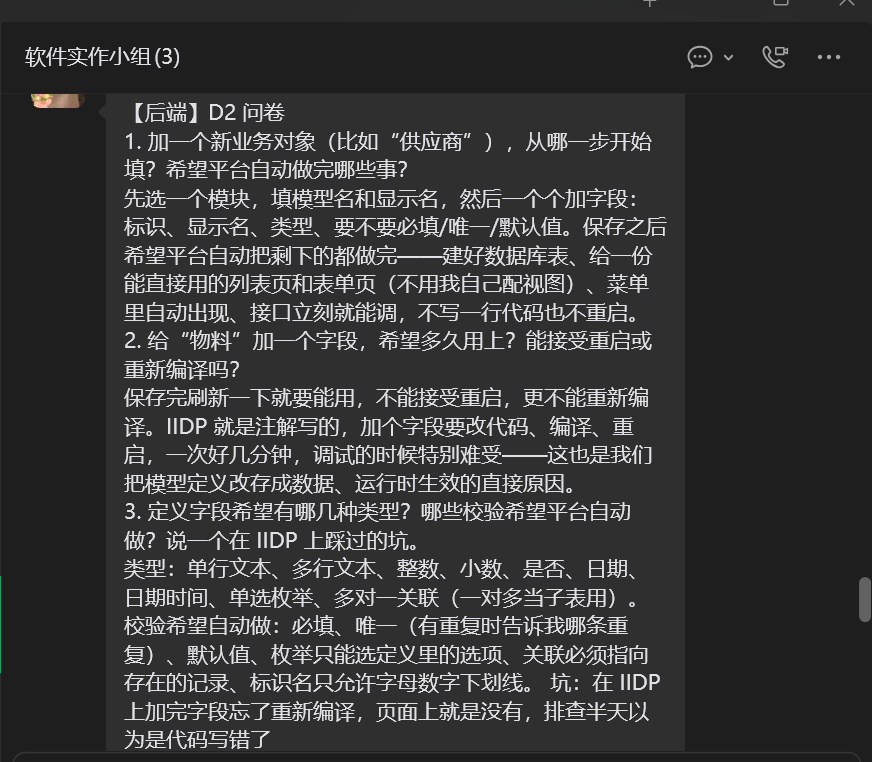 软件实作小组(3)
【后端】D2 问卷
1. 加一个新业务对象（比如“供应商”），从哪一步开始
填？希望平台自动做完哪些事？
先选一个模块，填模型名和显示名，然后一个个加字段：
标识、显示名、类型、要不要必填/唯一/默认值。保存之后
希望平台自动把剩下的都做完——建好数据库表、给一份
能直接用的列表页和表单页（不用我自己配视图）、菜单
里自动出现、接口立刻就能调，不写一行代码也不重启。
2. 给“物料”加一个字段，希望多久用上？能接受重启或
重新编译吗？
保存完刷新一下就要能用，不能接受重启，更不能重新编
译。IIDP 就是注解写的，加个字段要改代码、编译、重
启，一次好几分钟，调试的时候特别难受——这也是我们
把模型定义改存成数据、运行时生效的直接原因。
3. 定义字段希望有哪几种类型？哪些校验希望平台自动
做？说一个在 IIDP 上踩过的坑。
类型：单行文本、多行文本、整数、小数、是否、日期、
日期时间、单选枚举、多对一关联（一对多当子表用）。
校验希望自动做：必填、唯一（有重复时告诉我哪条重
复）、默认值、枚举只能选定义里的选项、关联必须指向
存在的记录、标识名只允许字母数字下划线。 坑：在 IIDP
上加完字段忘了重新编译，页面上就是没有，排查半天以
为是代码写错了